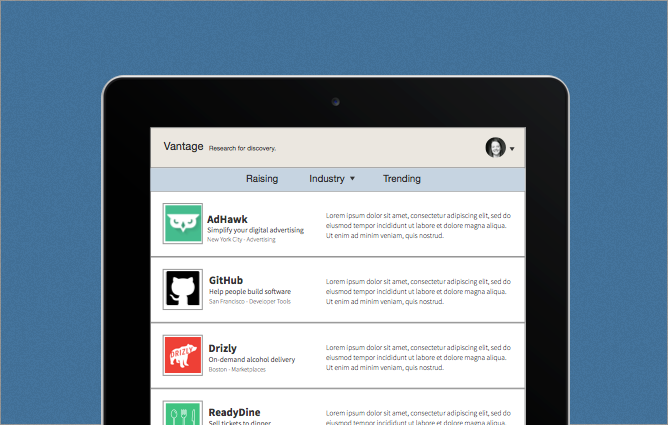 Vantage Research for discovery.
Raising Industry Trending
AdHawk
Simplify your digital advertising
New York City - Advertising
Lorem ipsum dolor sit amet, consectetur adipiscing elit, sed do
eiusmod tempor incididunt ut labore et dolore magna aliqua.
Ut enim ad minim veniam, quis nostrud.
GitHub
Help people build software
San Francisco - Developer Tools
Lorem ipsum dolor sit amet, consectetur adipiscing elit, sed do
eiusmod tempor incididunt ut labore et dolore magna aliqua.
Ut enim ad minim veniam, quis nostrud.
DRIZLY
Drizly
On-demand alcohol delivery
Boston - Marketplaces
Lorem ipsum dolor sit amet, consectetur adipiscing elit, sed do
eiusmod tempor incididunt ut labore et dolore magna aliqua.
Ut enim ad minim veniam, quis nostrud.
ReadyDine
Sell tickets to dinner
Lorem ipsum dolor sit amet, consectetur adipiscing elit, sed do
eiusmod tempor incididunt ut labore et dolore magna aliqua.